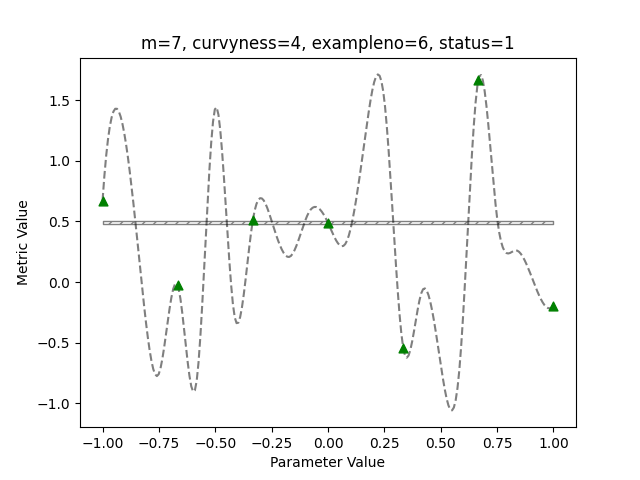 m=7, curvyness=4, exampleno=6, status=1
Metric Value
1.5
1.0
0.5
0.0
−0.5
−1.0
−1.00 −0.75 −0.50 −0.25 0.00 0.25 0.50 0.75 1.00
Parameter Value